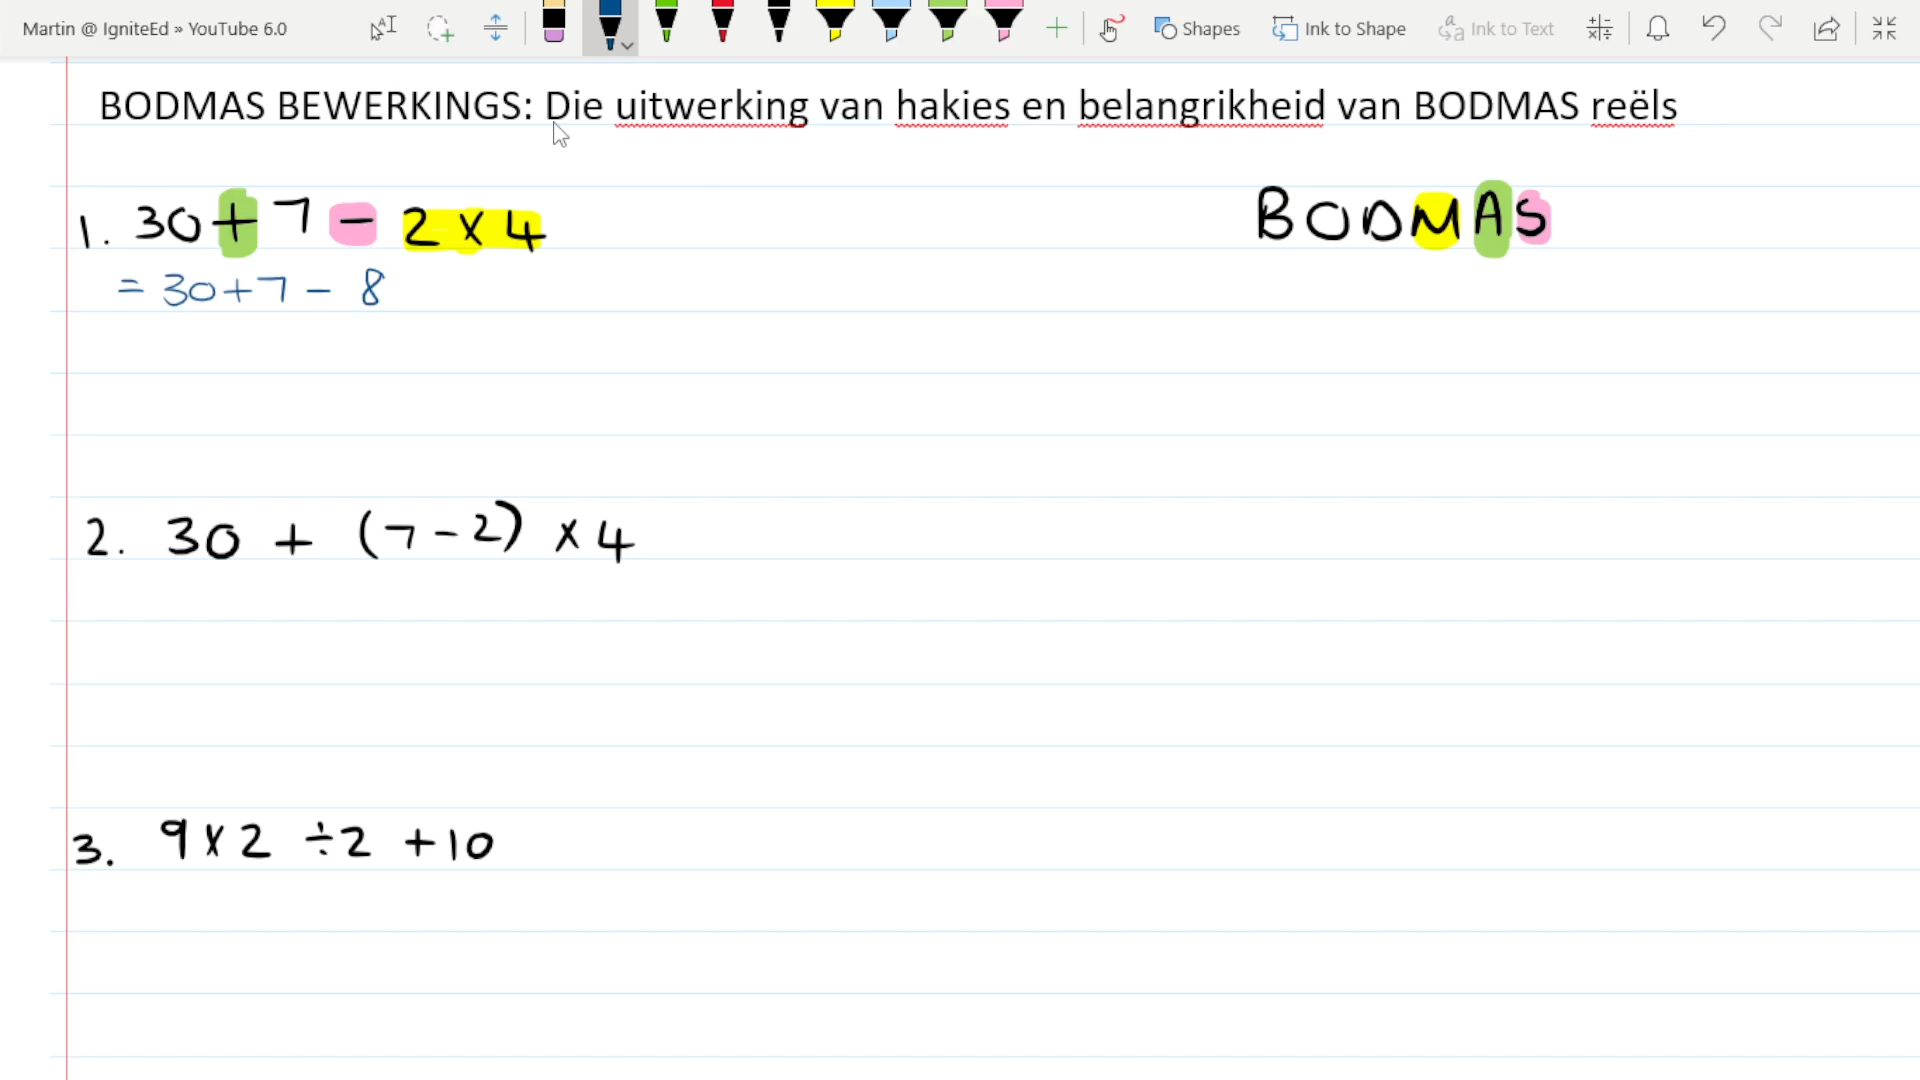 Martin @ IgniteEd » YouTube 6.0 Shapes Ink to Shape Ink to Text
BODMAS BEWERKINGS: Die uitwerking van hakies en belangrikheid van BODMAS reëls
1. 30 + 7 - 2 × 4 BODMAS
= 30 + 7 - 8
2. 30 + (7 - 2) × 4
3. 9 × 2 ÷ 2 + 10